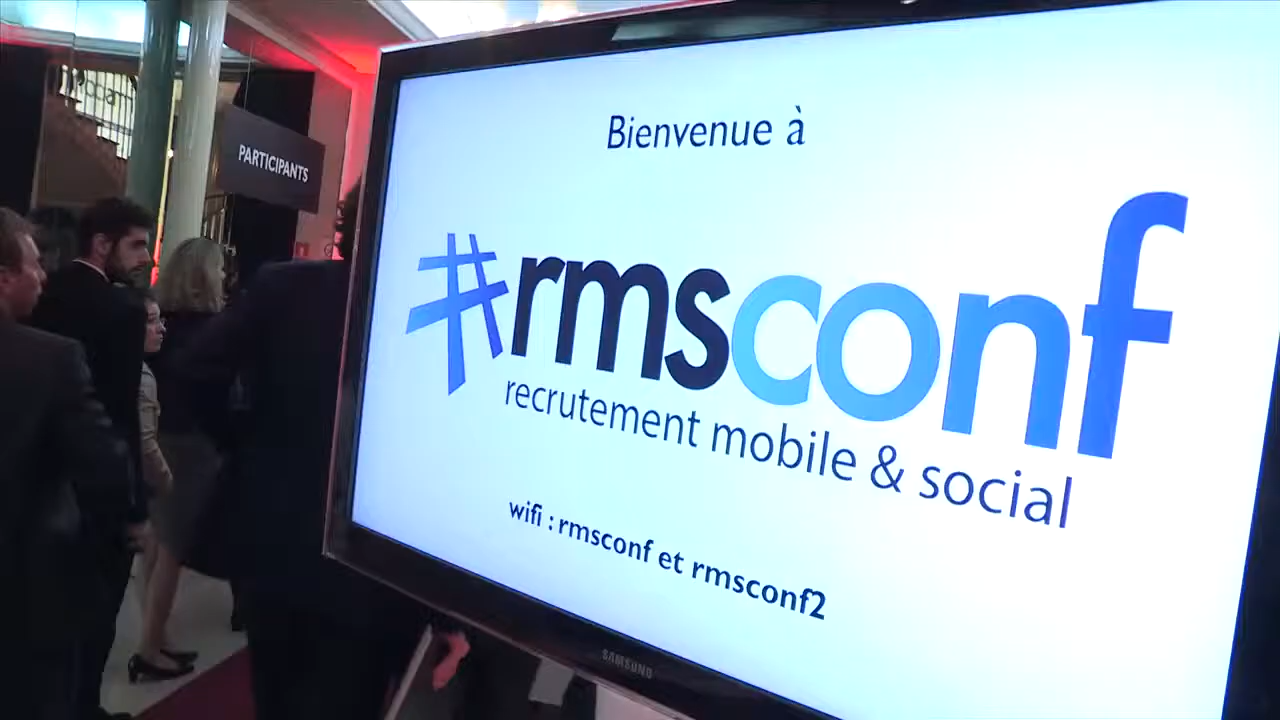 PARTICIPANTS
Bienvenue à
#rmsconf
recrutement mobile & social
wifi : rmsconf et rmsconf2
SAMSUNG